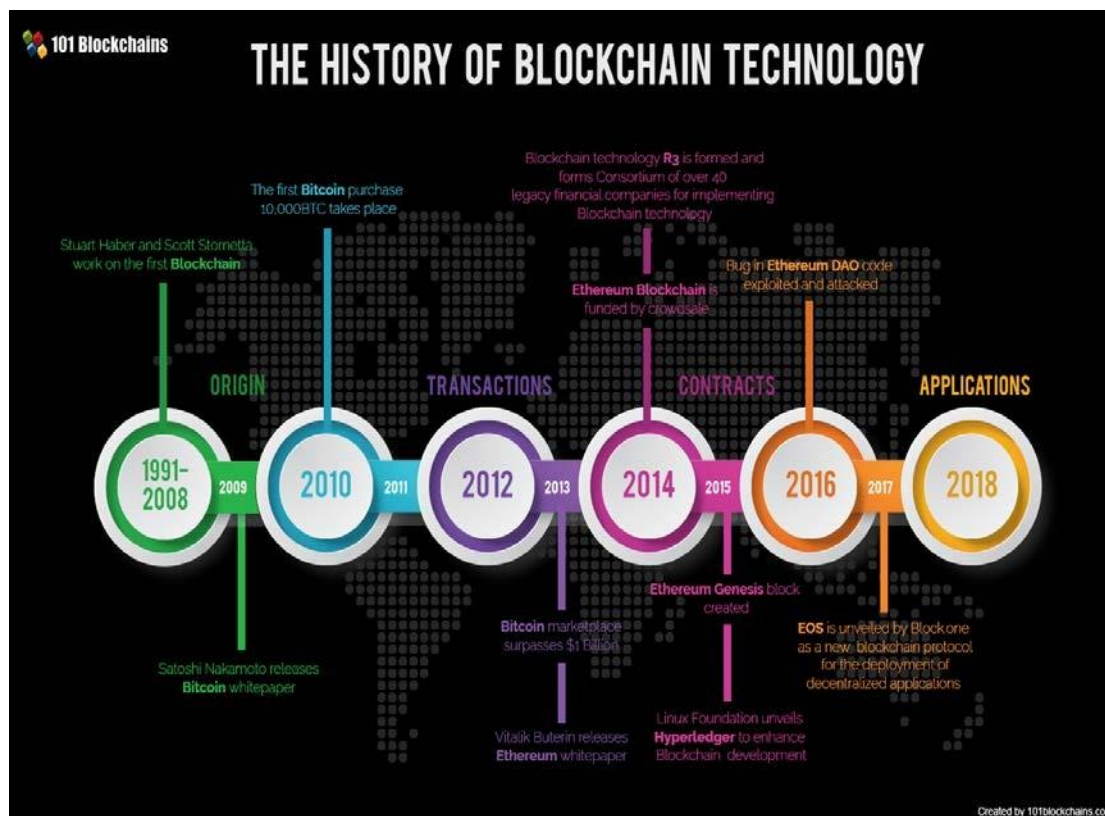 101 Blockchains
THE HISTORY OF BLOCKCHAIN TECHNOLOGY
Blockchain technology R3 is formed and
forms Consortium of over 40
legacy financial companies for implementing
Blockchain technology
The first Bitcoin purchase
10,000BTC takes place
Stuart Haber and Scott Stornetta
work on the first Blockchain
Bug in Ethereum DAO code
exploited and attacked
Ethereum Blockchain is
funded by crowdsale
ORIGIN
TRANSACTIONS
CONTRACTS
APPLICATIONS
1991-
2008
2009
2010
2011
2012
2013
2014
2015
2016
2017
2018
Ethereum Genesis block
created
Bitcoin marketplace
surpasses $1 Billion
EOS is unveiled by Block.one
as a new blockchain protocol
for the deployment of
decentralized applications
Satoshi Nakamoto releases
Bitcoin whitepaper
Vitalik Buterin releases
Ethereum whitepaper
Linux Foundation unveils
Hyperledger to enhance
Blockchain development
Created by 101blockchains.co